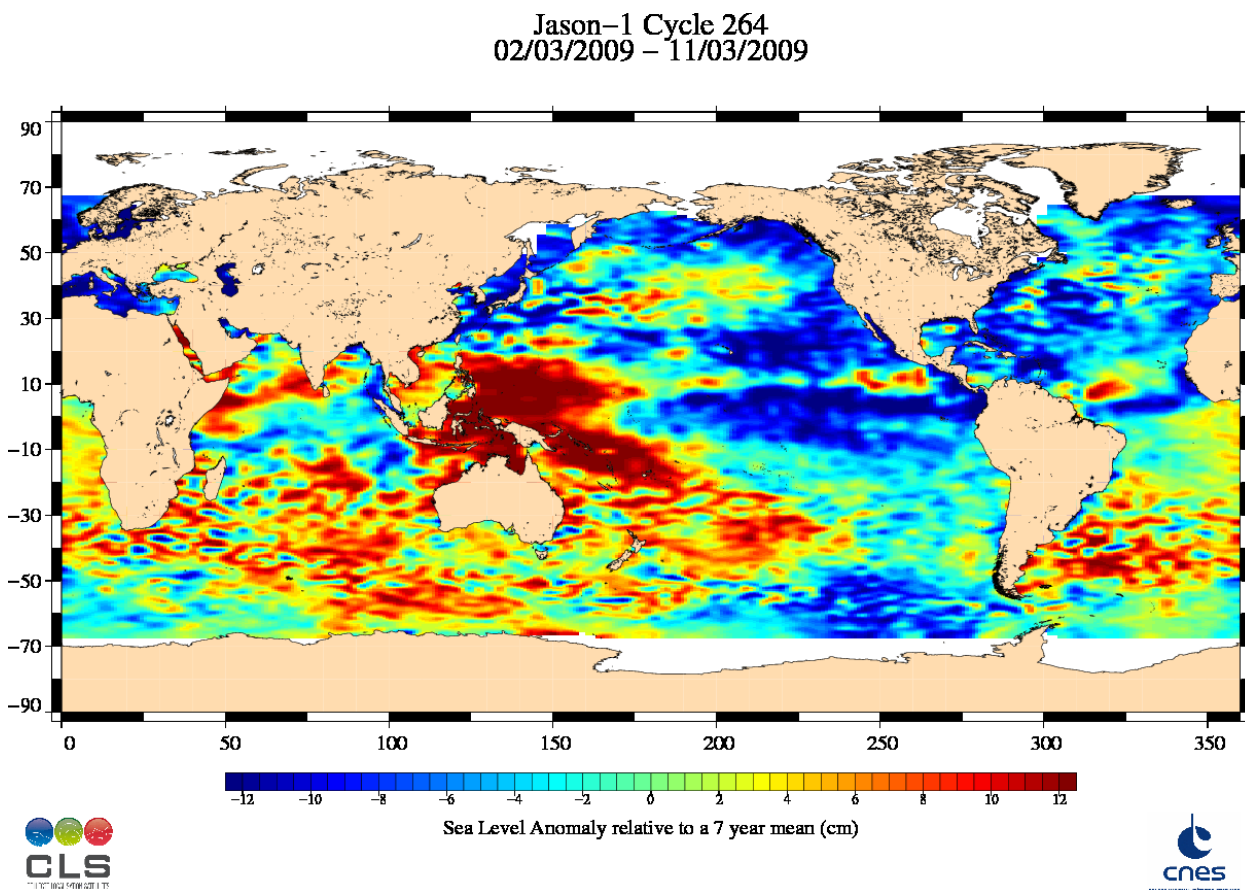 Jason−1 Cycle 264
02/03/2009 − 11/03/2009
90
70
50
30
10
−10
−30
−50
−70
−90
0 50 100 150 200 250 300 350
−12 −10 −8 −6 −4 −2 0 2 4 6 8 10 12
Sea Level Anomaly relative to a 7 year mean (cm)
CLS
cnes